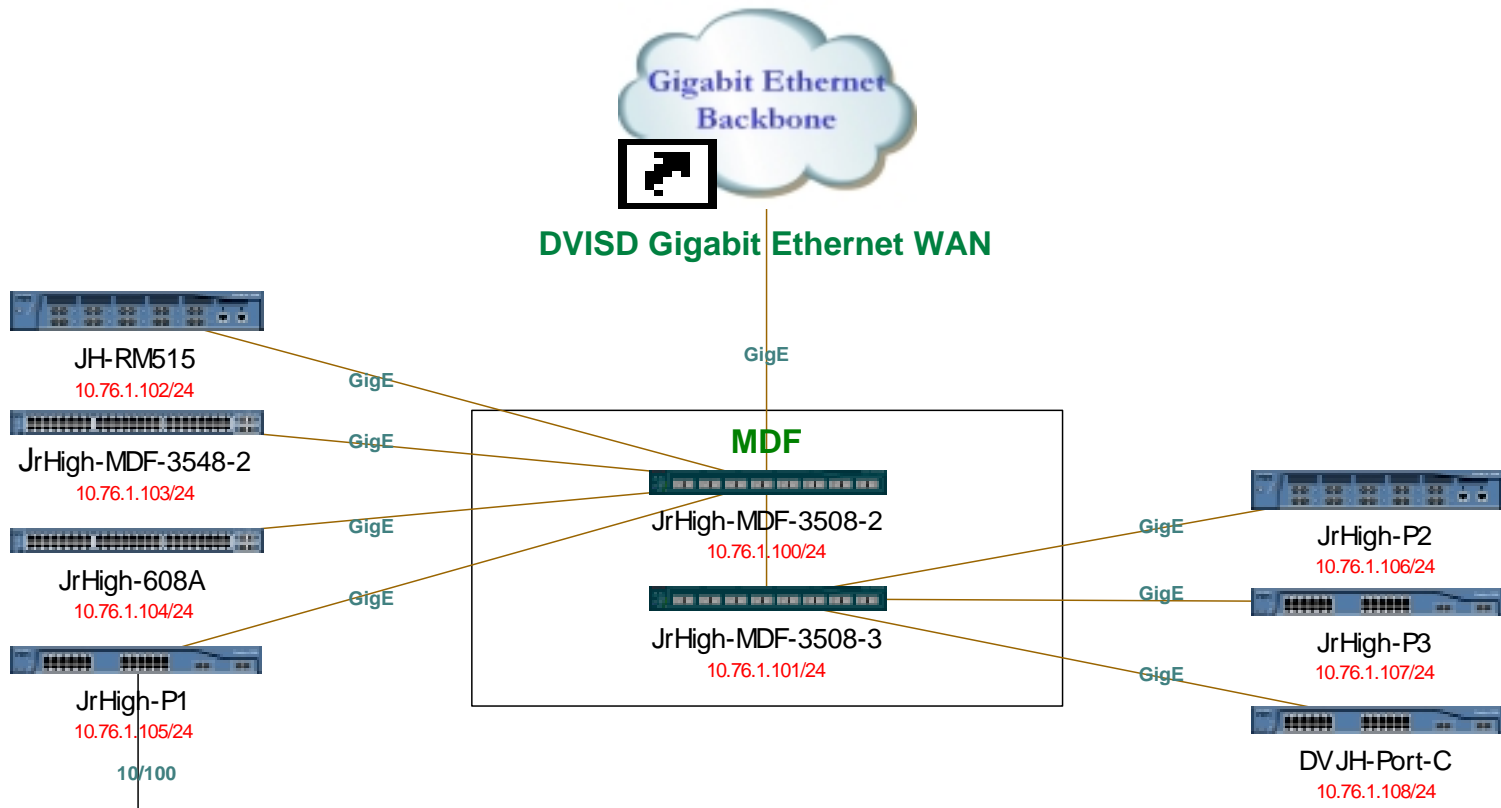 Gigabit Ethernet
Backbone
DVISD Gigabit Ethernet WAN
GigE
JH-RM515
10.76.1.102/24
GigE
JrHigh-MDF-3548-2
10.76.1.103/24
GigE
JrHigh-608A
10.76.1.104/24
GigE
JrHigh-P1
10.76.1.105/24
GigE
10/100
MDF
JrHigh-MDF-3508-2
10.76.1.100/24
JrHigh-MDF-3508-3
10.76.1.101/24
GigE
JrHigh-P2
10.76.1.106/24
GigE
JrHigh-P3
10.76.1.107/24
GigE
DVJH-Port-C
10.76.1.108/24